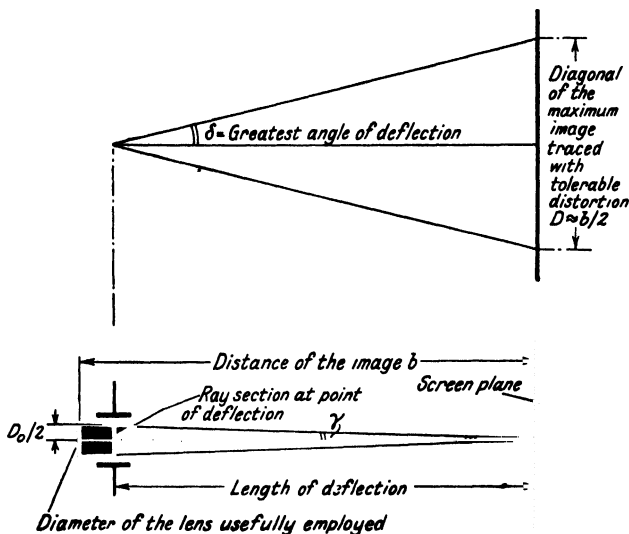 δ = Greatest angle of deflection
Diagonal
of the
maximum
image
traced
with
tolerable
distortion
D≈b/2
Distance of the image b
Screen plane
Ray section at point
of deflection
D₀/2
γ
Length of deflection
Diameter of the lens usefully employed